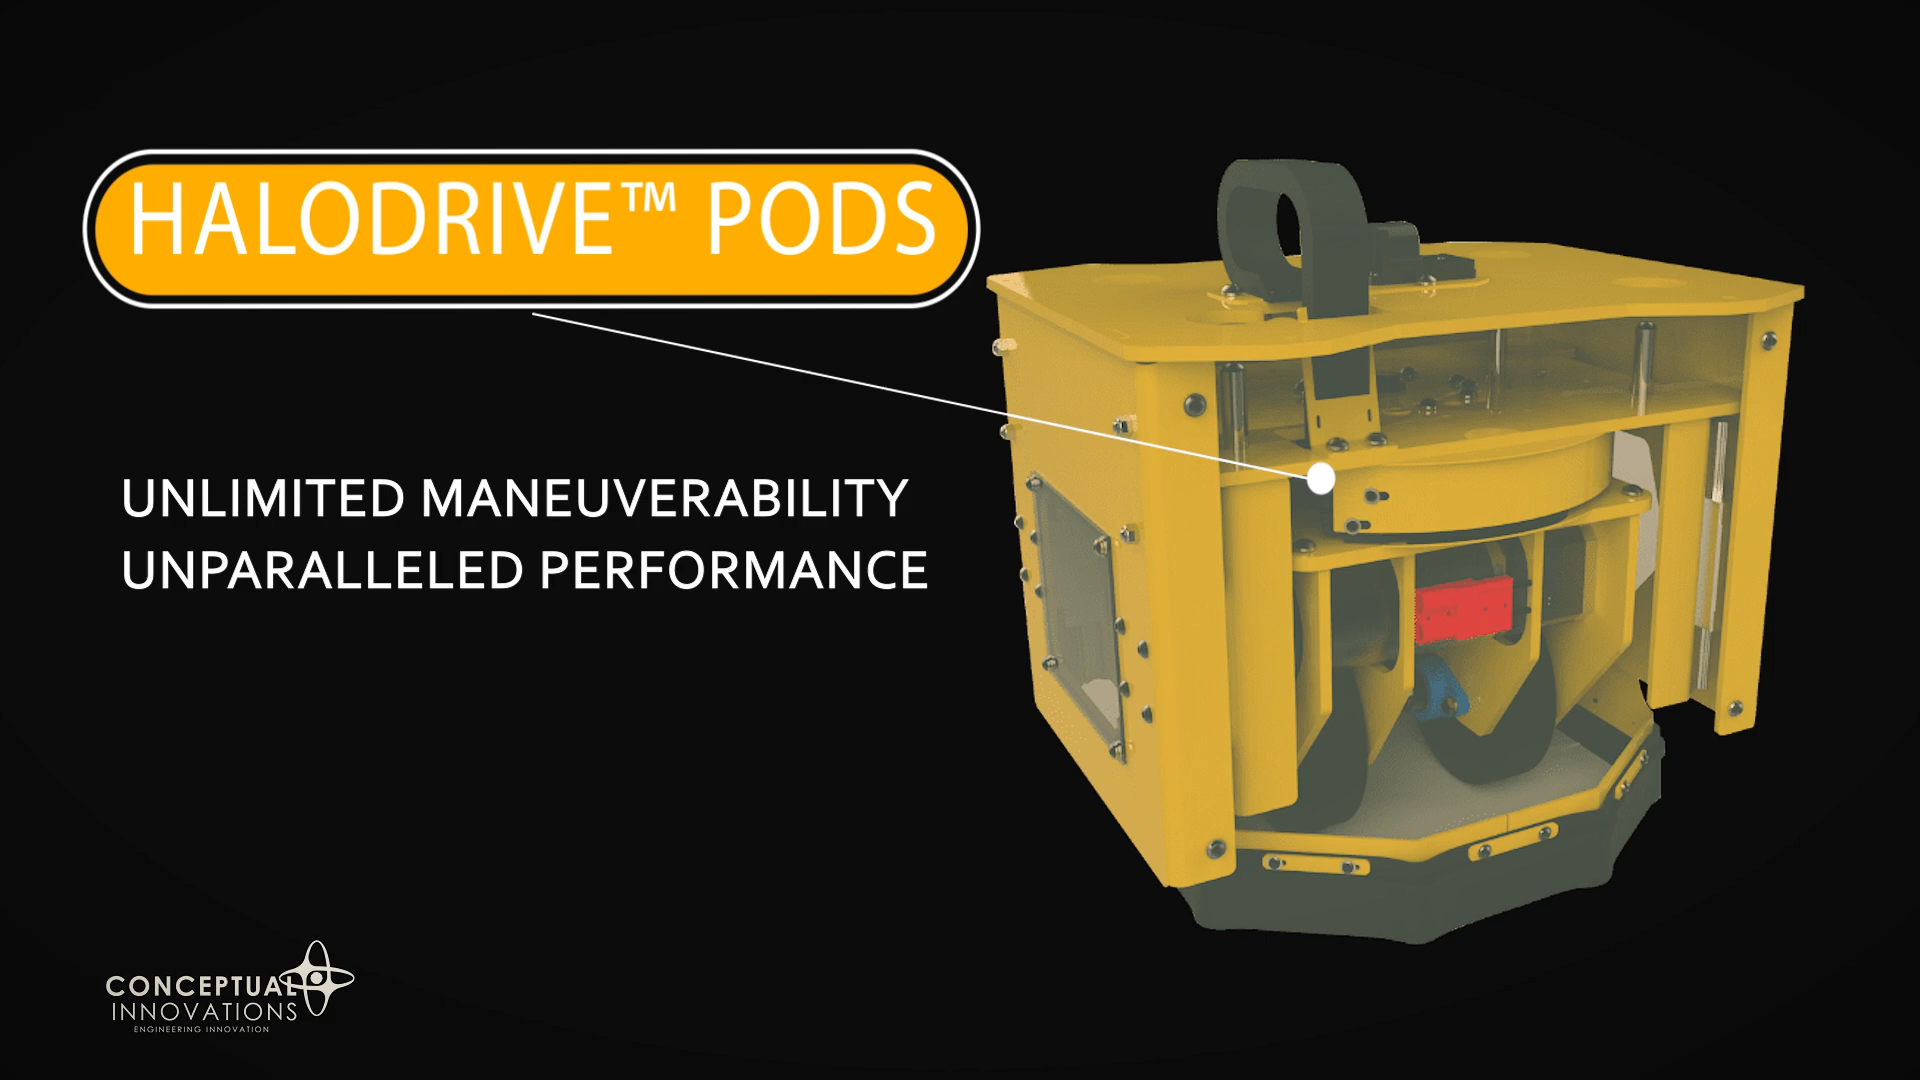 HALODRIVE™ PODS
UNLIMITED MANEUVERABILITY
UNPARALLELED PERFORMANCE
CONCEPTUAL
INNOVATIONS
ENGINEERING INNOVATION